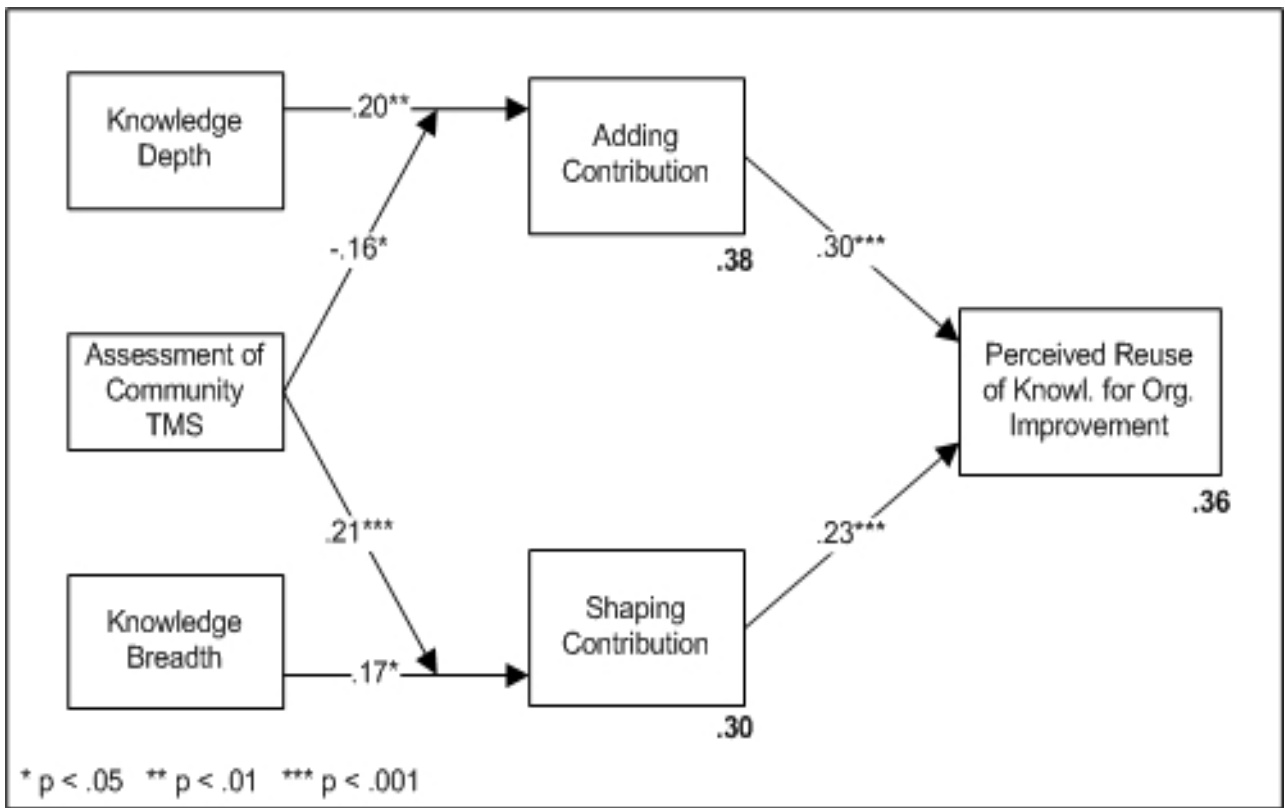 Knowledge
Depth
.20**
Adding
Contribution
.38
-.16*
.30***
Assessment of
Community
TMS
Perceived Reuse
of Knowl. for Org.
Improvement
.36
.21***
.23***
Knowledge
Breadth
.17*
Shaping
Contribution
.30
* p < .05 ** p < .01 *** p < .001